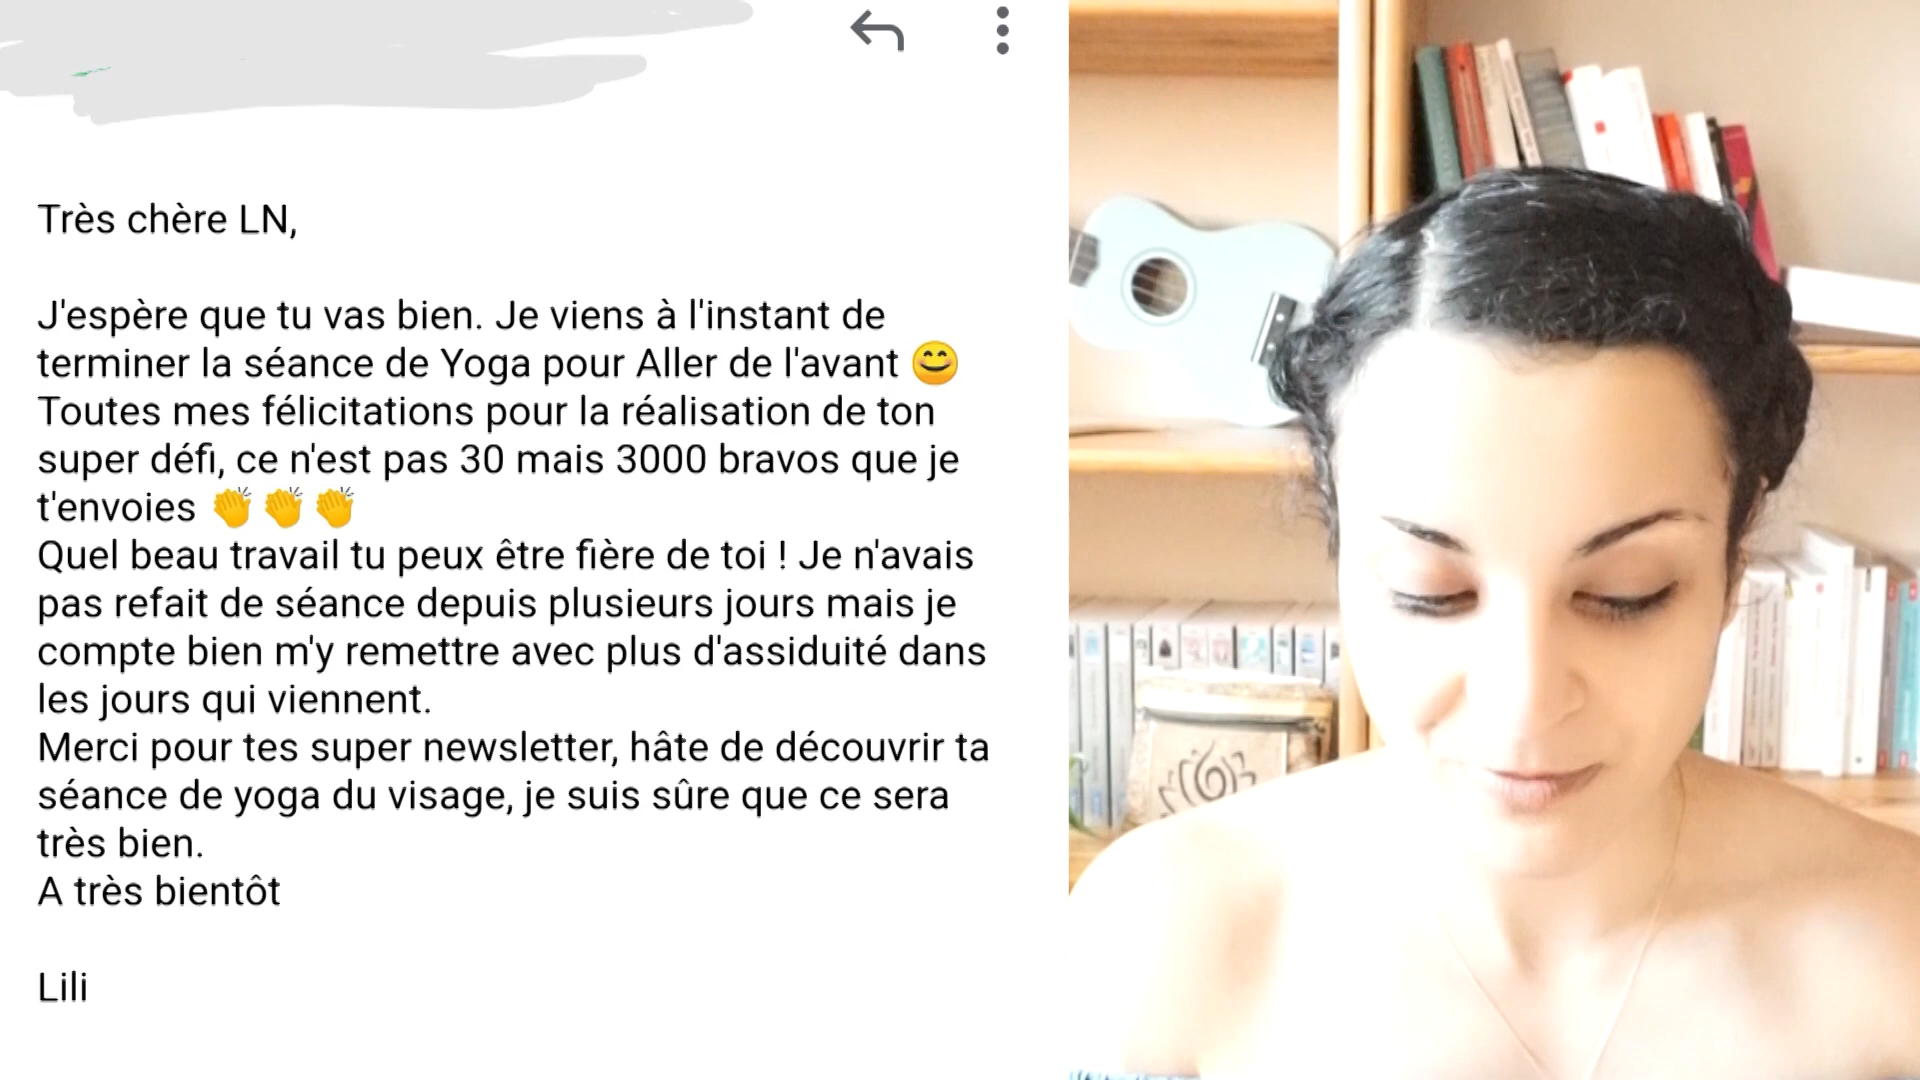 Très chère LN,
J'espère que tu vas bien. Je viens à l'instant de
terminer la séance de Yoga pour Aller de l'avant 😊
Toutes mes félicitations pour la réalisation de ton
super défi, ce n'est pas 30 mais 3000 bravos que je
t'envoies 👏 👏 👏
Quel beau travail tu peux être fière de toi ! Je n'avais
pas refait de séance depuis plusieurs jours mais je
compte bien m'y remettre avec plus d'assiduité dans
les jours qui viennent.
Merci pour tes super newsletter, hâte de découvrir ta
séance de yoga du visage, je suis sûre que ce sera
très bien.
A très bientôt
Lili